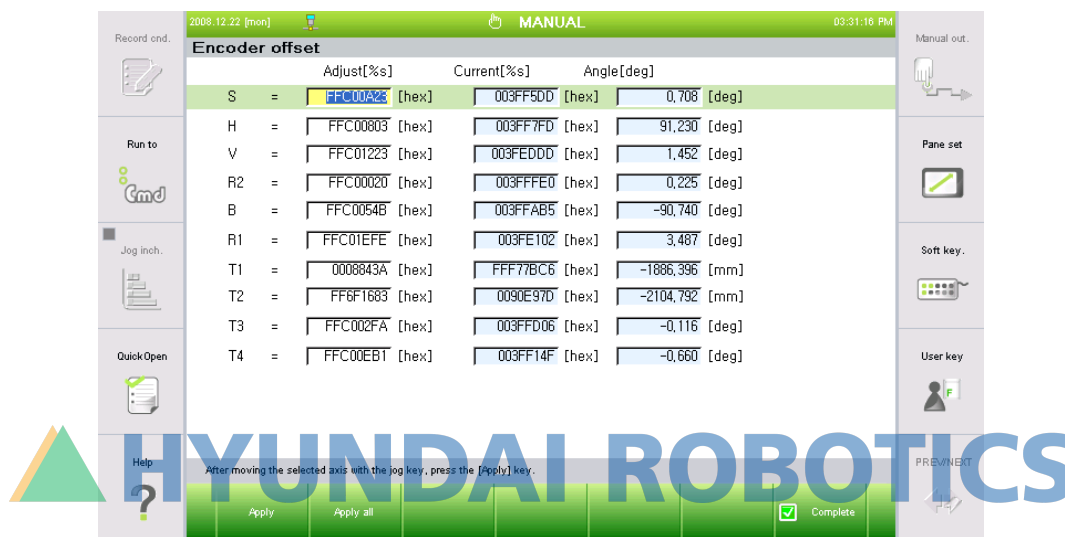 2008.12.22 [mon] MANUAL 03:31:16 PM
Encoder offset
Adjust[%s] Current[%s] Angle[deg]
S = FFC00A23 [hex] 003FF5DD [hex] 0,708 [deg]
H = FFC00803 [hex] 003FF7FD [hex] 91,230 [deg]
V = FFC01223 [hex] 003FEDDD [hex] 1,452 [deg]
R2 = FFC00020 [hex] 003FFFE0 [hex] 0,225 [deg]
B = FFC0054B [hex] 003FFAB5 [hex] -90,740 [deg]
R1 = FFC01EFE [hex] 003FE102 [hex] 3,487 [deg]
T1 = 0008843A [hex] FFF77BC6 [hex] -1886,396 [mm]
T2 = FF6F1683 [hex] 0090E97D [hex] -2104,792 [mm]
T3 = FFC002FA [hex] 003FFD06 [hex] -0,116 [deg]
T4 = FFC00EB1 [hex] 003FF14F [hex] -0,660 [deg]
After moving the selected axis with the jog key, press the [Apply] key.
Apply Apply all Complete
Record cnd.
Run to
Cmd
Jog inch.
Quick Open
Help
?
Manual out.
Pane set
Soft key.
User key
F
PREV/NEXT
HYUNDAI ROBOTICS